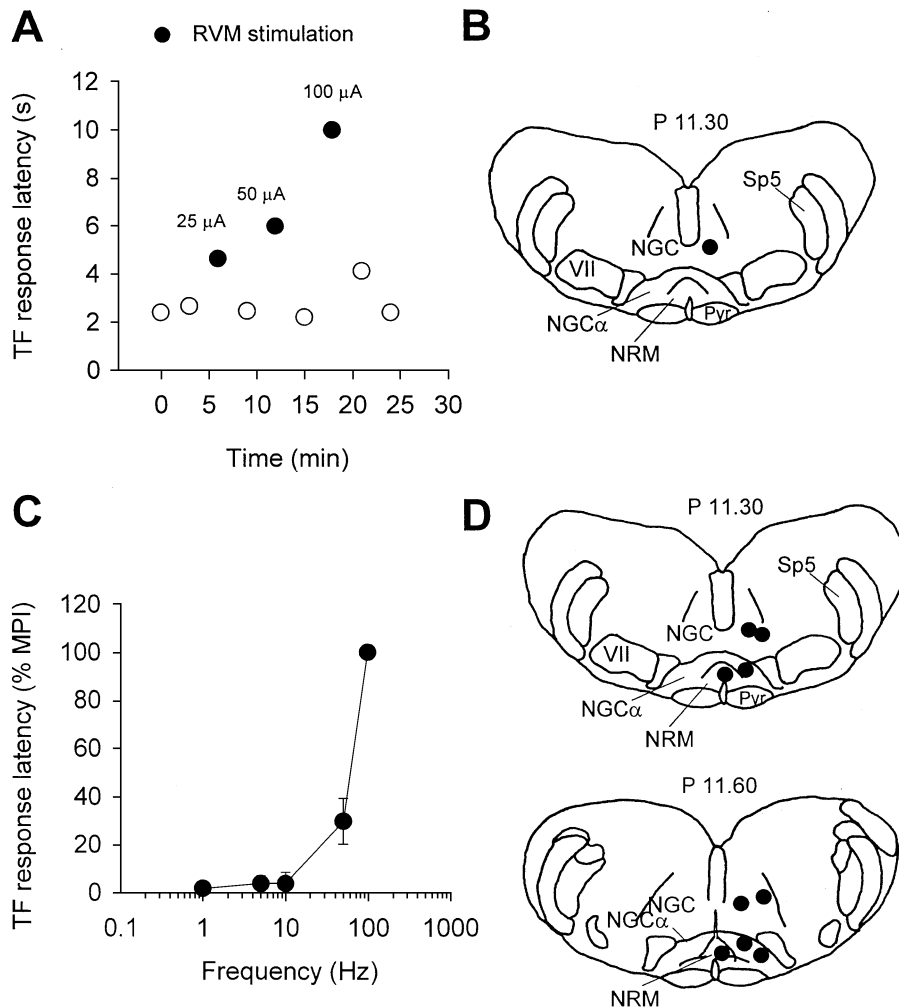 A
RVM stimulation
TF response latency (s)
12
10
8
6
4
2
0
100 μA
50 μA
25 μA
0 5 10 15 20 25 30
Time (min)
B
P 11.30
Sp5
NGC
VII
NGCα
Pyr
NRM
C
TF response latency (% MPI)
120
100
80
60
40
20
0
0.1 1 10 100 1000
Frequency (Hz)
D
P 11.30
Sp5
NGC
VII
NGCα
Pyr
NRM
P 11.60
NGC
NGCα
NRM